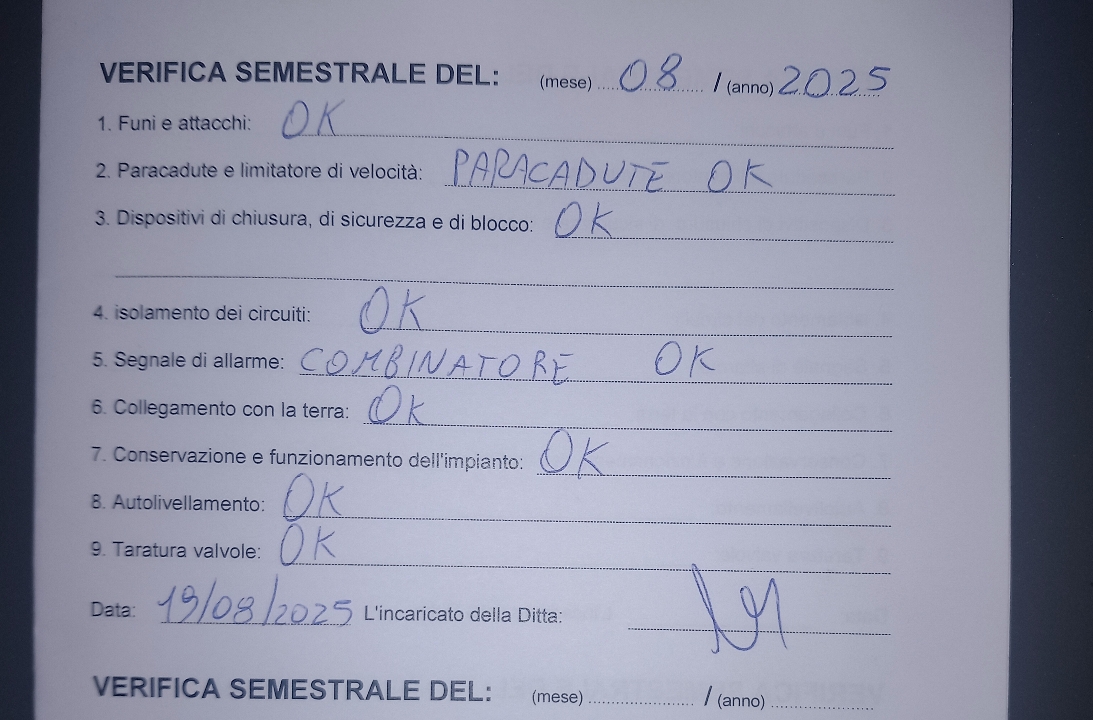 VERIFICA SEMESTRALE DEL: (mese) 08 / (anno) 2025
1. Funi e attacchi: OK
2. Paracadute e limitatore di velocità: PARACADUTE OK
3. Dispositivi di chiusura, di sicurezza e di blocco: OK
4. isolamento dei circuiti: OK
5. Segnale di allarme: COMBINATORE OK
6. Collegamento con la terra: OK
7. Conservazione e funzionamento dell'impianto: OK
8. Autolivellamento: OK
9. Taratura valvole: OK
Data: 19/08/2025 L'incaricato della Ditta:
VERIFICA SEMESTRALE DEL: (mese) / (anno)